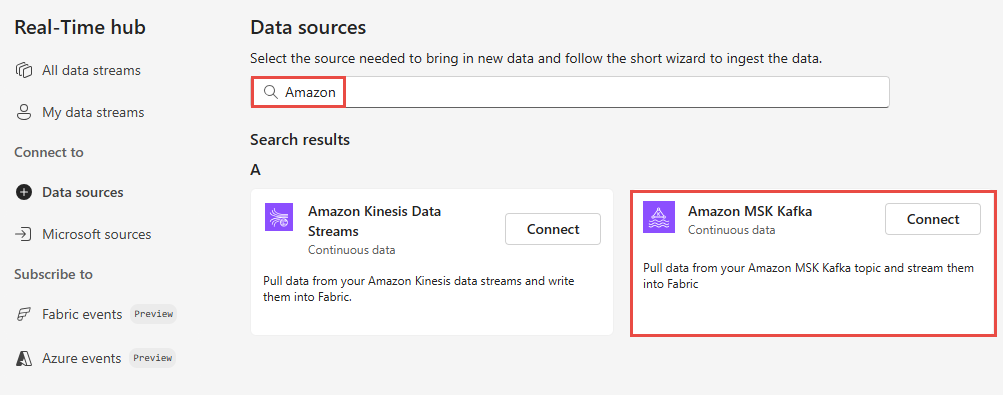 Real-Time hub
All data streams
My data streams
Connect to
Data sources
Microsoft sources
Subscribe to
Fabric events Preview
Azure events Preview
Data sources
Select the source needed to bring in new data and follow the short wizard to ingest the data.
Amazon
Search results
A
Amazon Kinesis Data
Streams
Continuous data
Connect
Pull data from your Amazon Kinesis data streams and write
them into Fabric.
Amazon MSK Kafka
Continuous data
Connect
Pull data from your Amazon MSK Kafka topic and stream them
into Fabric